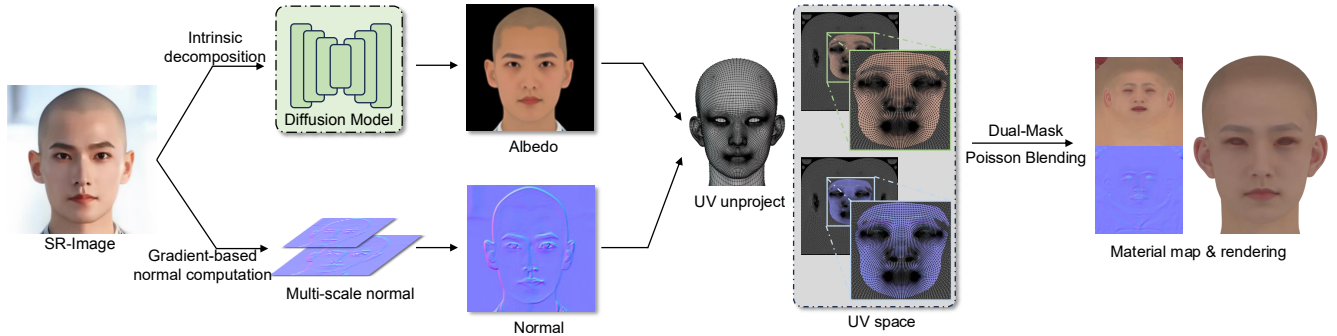 Intrinsic
decomposition
Diffusion Model
Albedo
SR-Image
Gradient-based
normal computation
Multi-scale normal
Normal
UV unproject
UV space
Dual-Mask
Poisson Blending
Material map & rendering